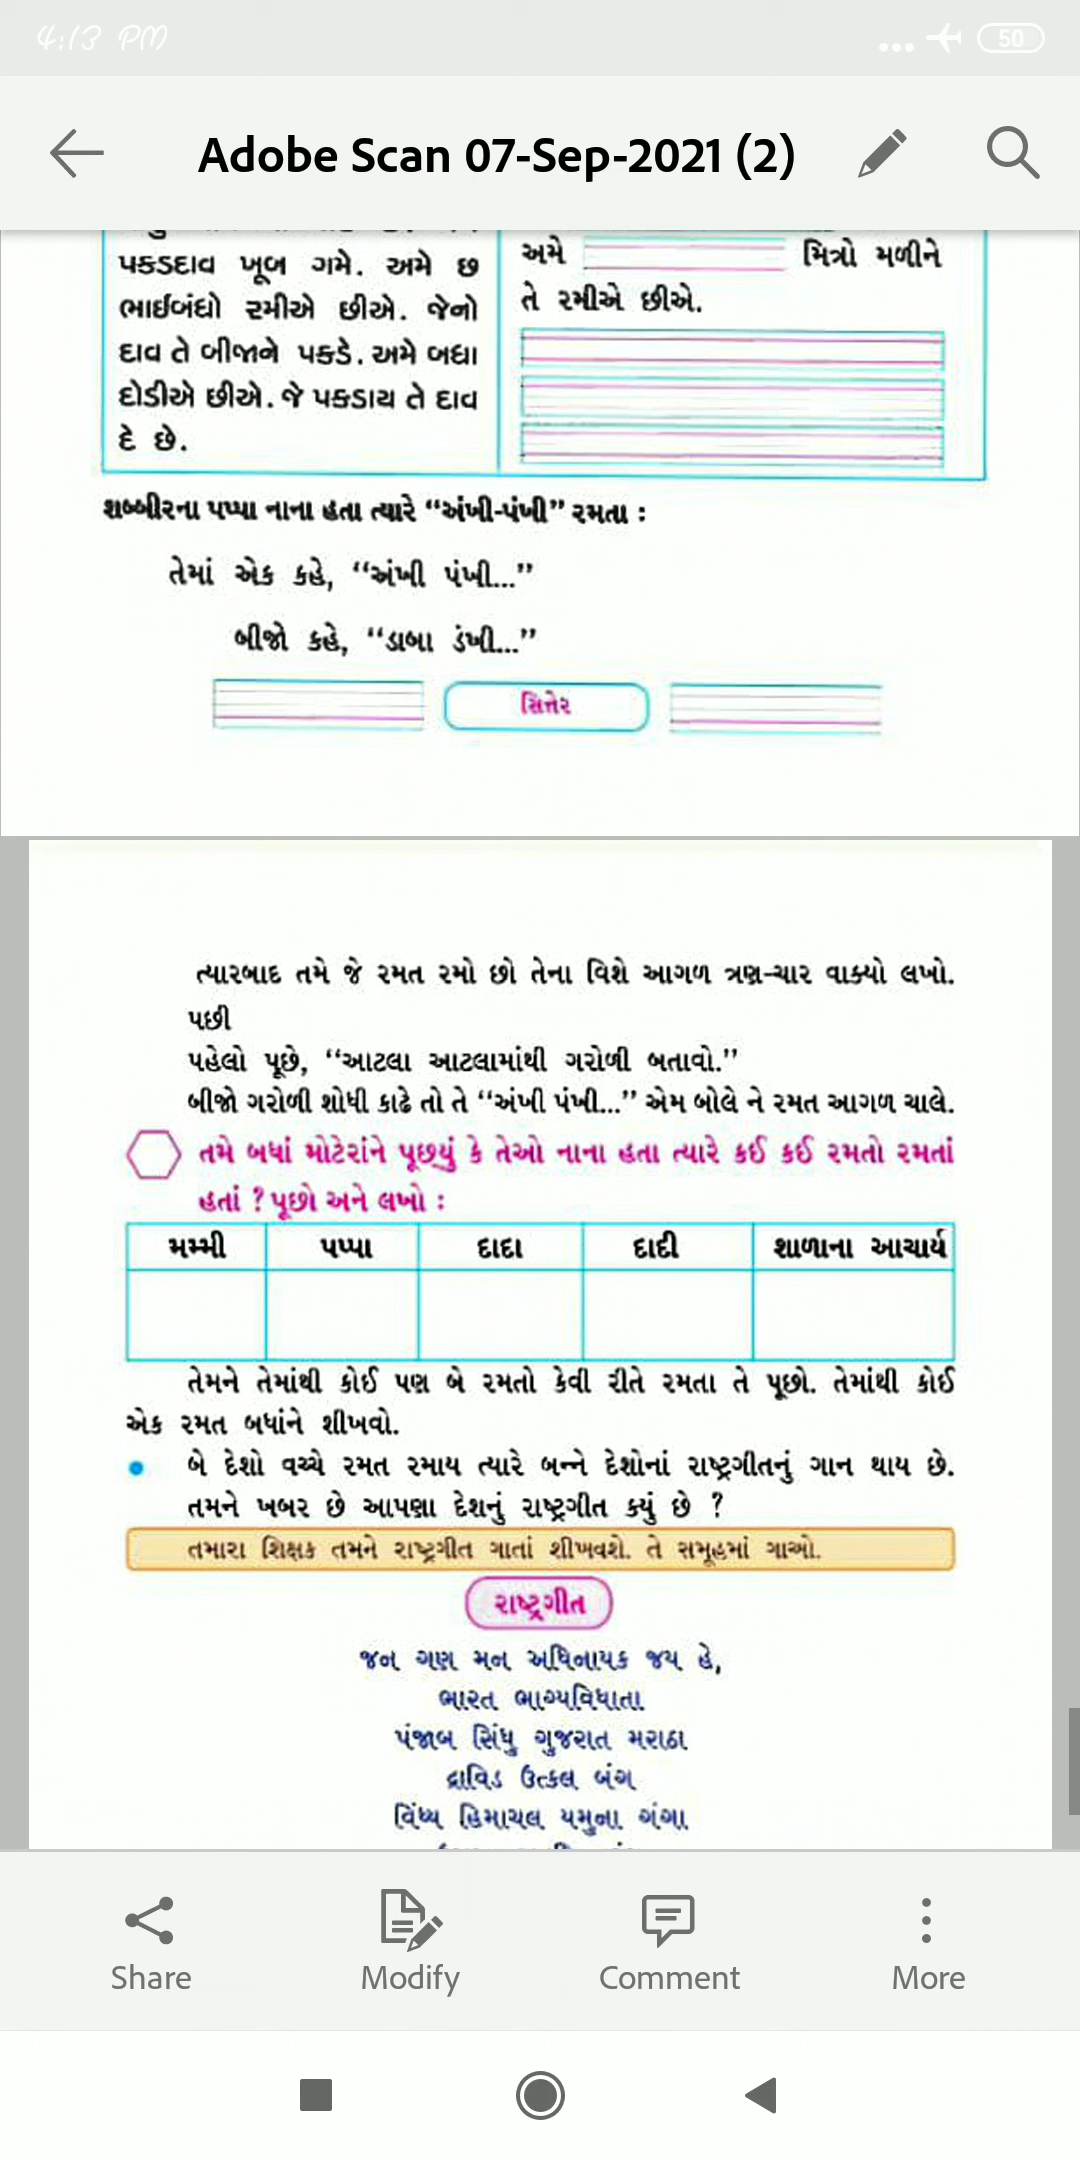 4:13 PM
50
Adobe Scan 07-Sep-2021 (2)
પકડદાવ ખૂબ ગમે. અમે છ
ભાઈબંધો રમીએ છીએ. જેનો
દાવ તે બીજાને પકડે. અમે બધા
દોડીએ છીએ. જે પકડાય તે દાવ
દે છે.
અમે મિત્રો મળીને
તે રમીએ છીએ.
શબ્બીરના પપ્પા નાના હતા ત્યારે “અંખી-પંખી” રમતા :
તેમાં એક કહે, “અંખી પંખી...”
બીજો કહે, “ડાબા ડંખી...”
સિત્તેર
ત્યારબાદ તમે જે રમત રમો છો તેના વિશે આગળ ત્રણ-ચાર વાક્યો લખો.
પછી
પહેલો પૂછે, “આટલા આટલામાંથી ગરોળી બતાવો.”
બીજો ગરોળી શોધી કાઢે તો તે “અંખી પંખી...” એમ બોલે ને રમત આગળ ચાલે.
તમે બધાં મોટેરાંને પૂછયું કે તેઓ નાના હતા ત્યારે કઈ કઈ રમતો રમતાં
હતાં ? પૂછો અને લખો :
મમ્મી પપ્પા દાદા દાદી શાળાના આચાર્ય
તેમને તેમાંથી કોઈ પણ બે રમતો કેવી રીતે રમતા તે પૂછો. તેમાંથી કોઈ
એક રમત બધાંને શીખવો.
બે દેશો વચ્ચે રમત રમાય ત્યારે બન્ને દેશોનાં રાષ્ટ્રગીતનું ગાન થાય છે.
તમને ખબર છે આપણા દેશનું રાષ્ટ્રગીત ક્યું છે ?
તમારા શિક્ષક તમને રાષ્ટ્રગીત ગાતાં શીખવશે. તે સમૂહમાં ગાઓ.
રાષ્ટ્રગીત
જન ગણ મન અધિનાયક જય હે,
ભારત ભાગ્યવિધાતા
પંજાબ સિંધુ ગુજરાત મરાઠા
દ્રાવિડ ઉત્કલ બંગ
વિંધ્ય હિમાચલ યમુના ગંગા
Share
Modify
Comment
More